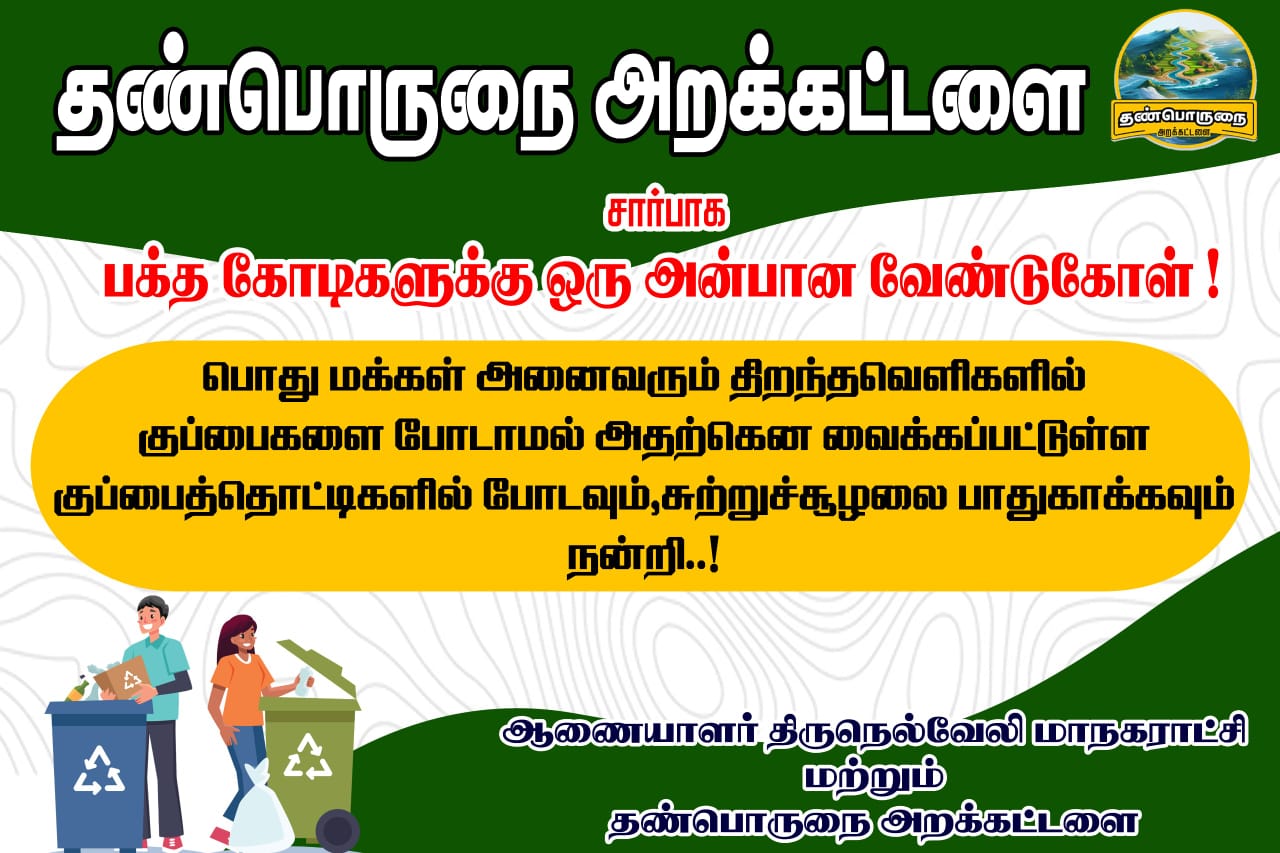 தண்பொருநை அறக்கட்டளை
தண்பொருநை
அறக்கட்டளை
சார்பாக
பக்த கோடிகளுக்கு ஒரு அன்பான வேண்டுகோள் !
பொது மக்கள் அனைவரும் திறந்தவெளிகளில்
குப்பைகளை போடாமல் அதற்கென வைக்கப்பட்டுள்ள
குப்பைத்தொட்டிகளில் போடவும்,சுற்றுச்சூழலை பாதுகாக்கவும்
நன்றி..!
ஆணையாளர் திருநெல்வேலி மாநகராட்சி
மற்றும்
தண்பொருநை அறக்கட்டளை